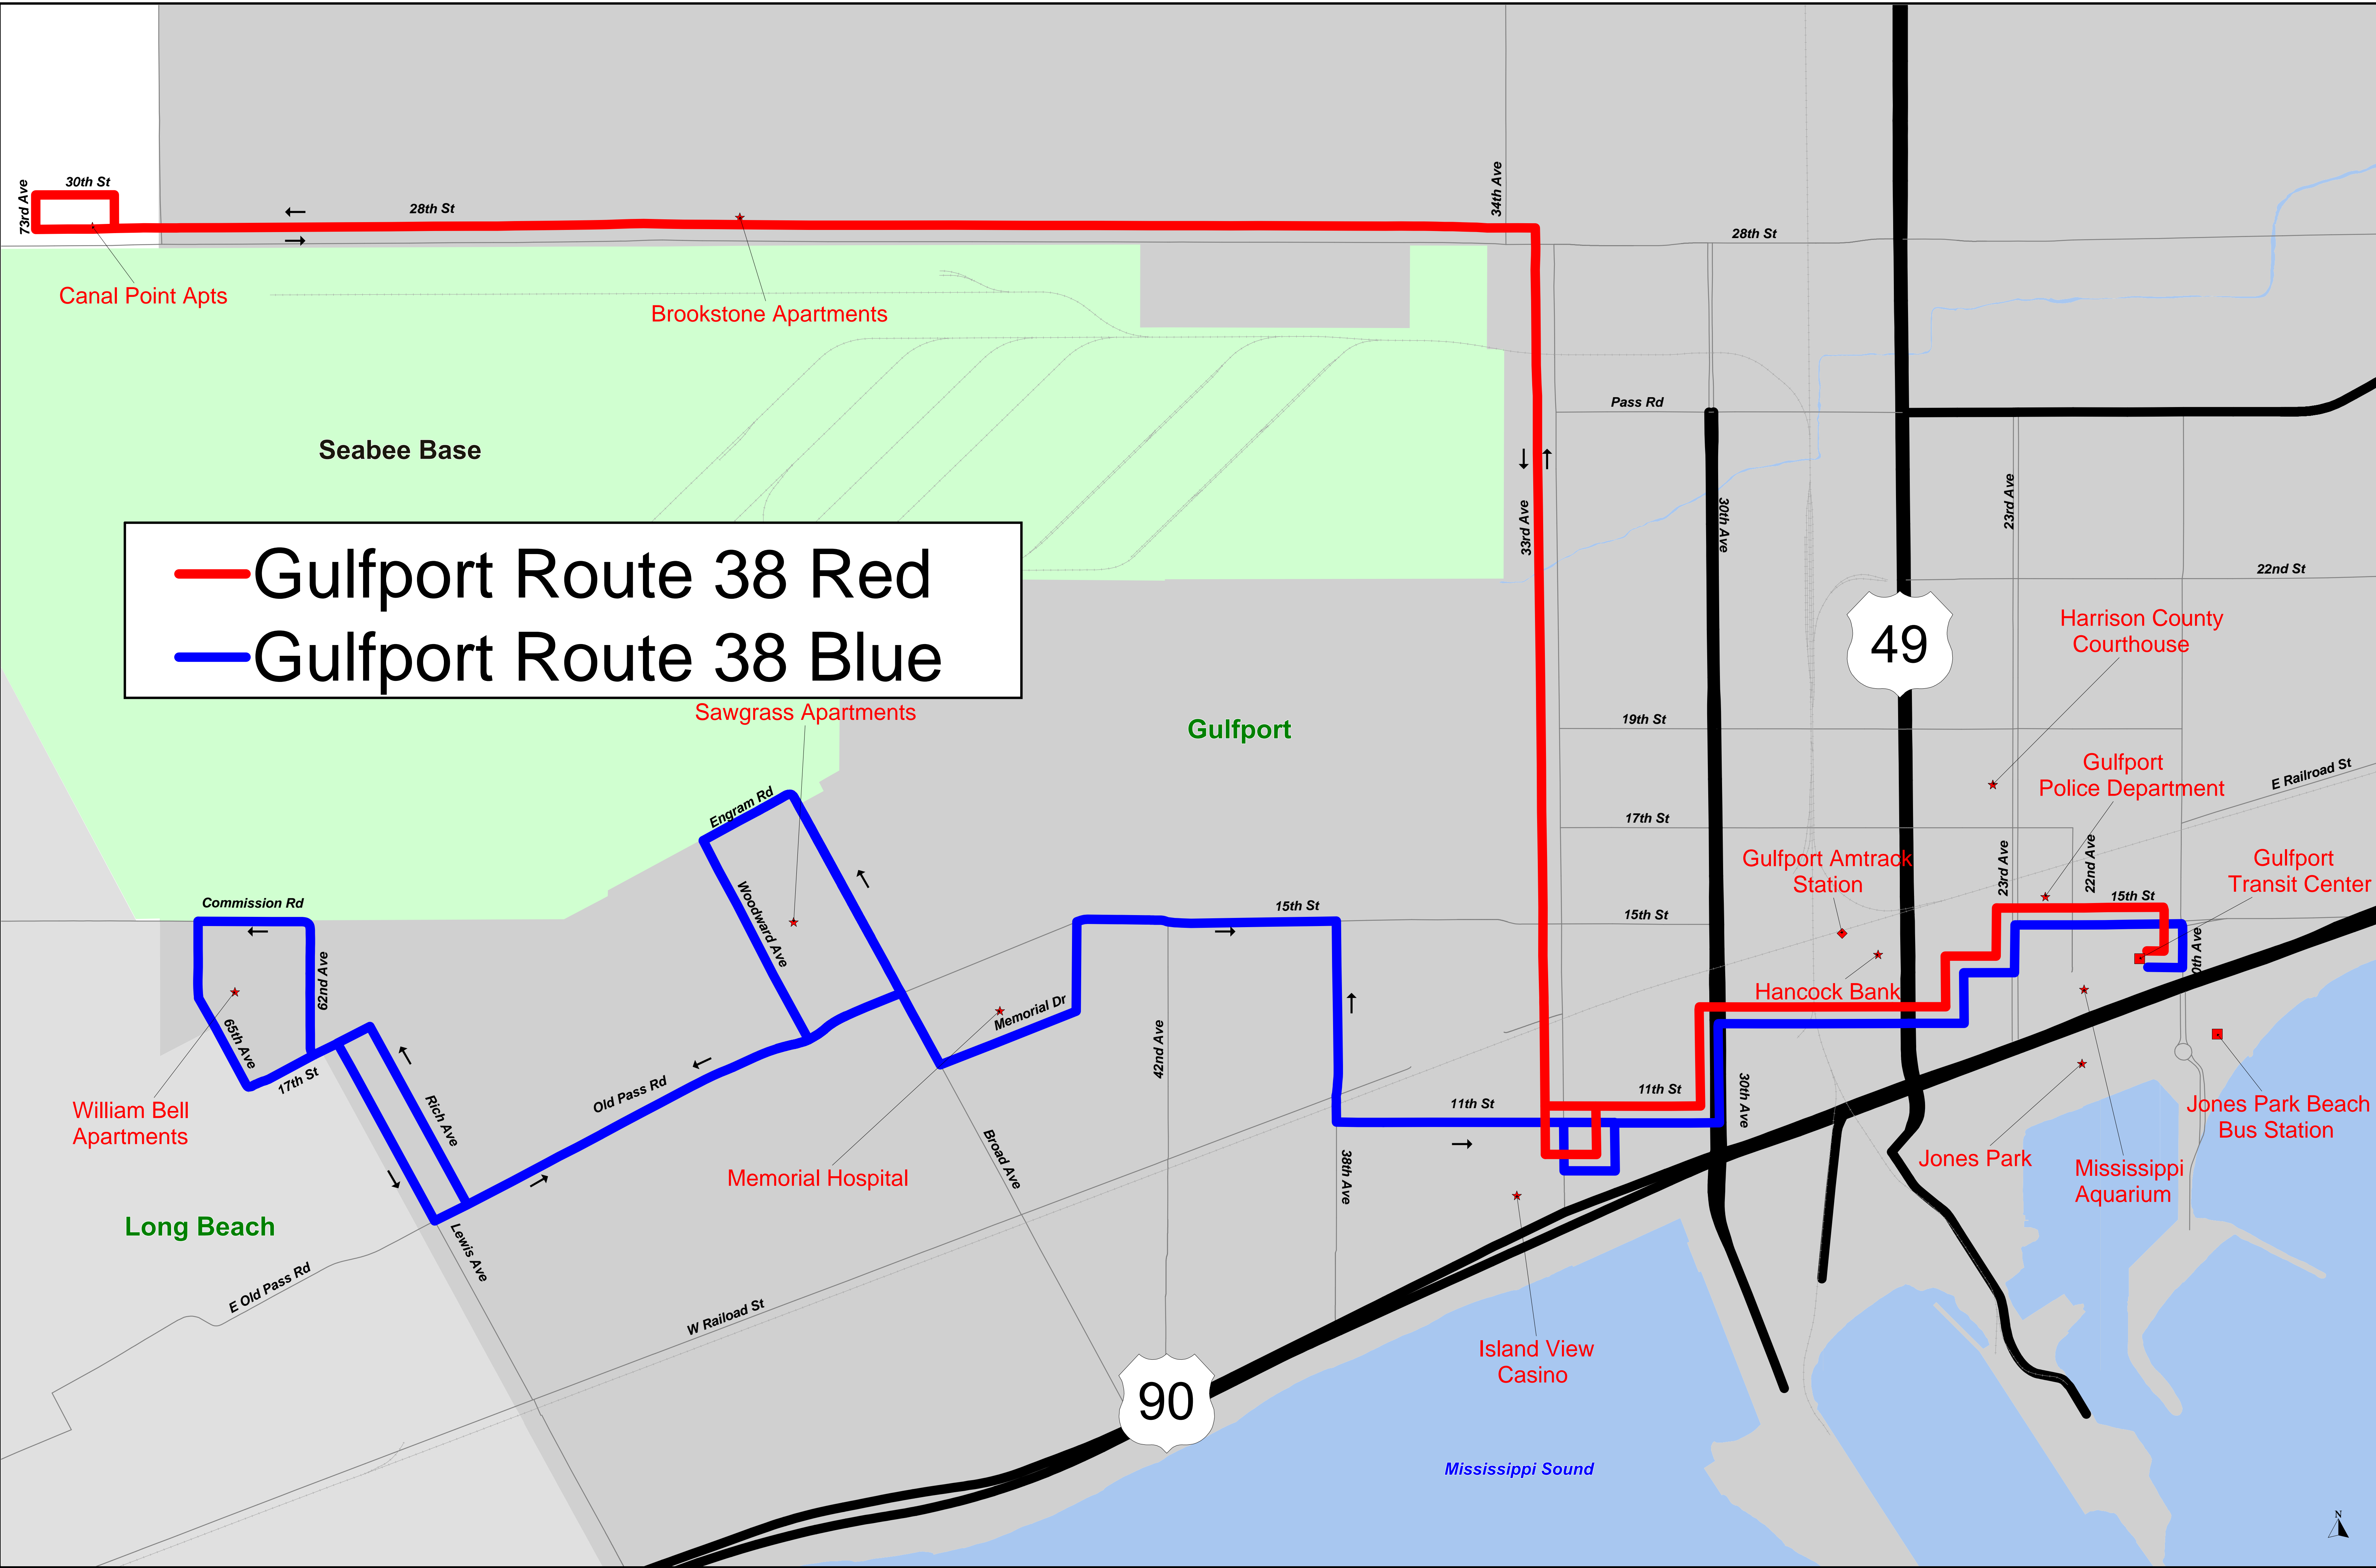 30th St
73rd Ave
28th St
34th Ave
28th St
Canal Point Apts
Brookstone Apartments
Pass Rd
Seabee Base
33rd Ave
30th Ave
23rd Ave
Gulfport Route 38 Red
Gulfport Route 38 Blue
22nd St
49
Harrison County
Courthouse
Sawgrass Apartments
Gulfport
19th St
Gulfport
Police Department
E Railroad St
Engram Rd
17th St
Gulfport Amtrack
Station
23rd Ave
22nd Ave
Gulfport
Transit Center
Commission Rd
Woodward Ave
15th St
15th St
15th St
62nd Ave
0th Ave
Hancock Bank
Memorial Dr
65th Ave
17th St
42nd Ave
Old Pass Rd
Rich Ave
11th St
11th St
30th Ave
William Bell
Apartments
Jones Park Beach
Bus Station
Memorial Hospital
Broad Ave
38th Ave
Jones Park
Mississippi
Aquarium
Long Beach
Lewis Ave
E Old Pass Rd
W Raiload St
Island View
Casino
90
Mississippi Sound
N